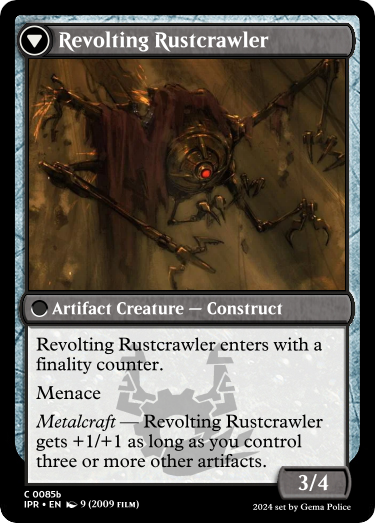 Revolting Rustcrawler
Artifact Creature — Construct
Revolting Rustcrawler enters with a
finality counter.
Menace
Metalcraft — Revolting Rustcrawler
gets +1/+1 as long as you control
three or more other artifacts.
3/4
C 0085b
IPR • EN 9 (2009 FILM)
2024 set by Gema Police